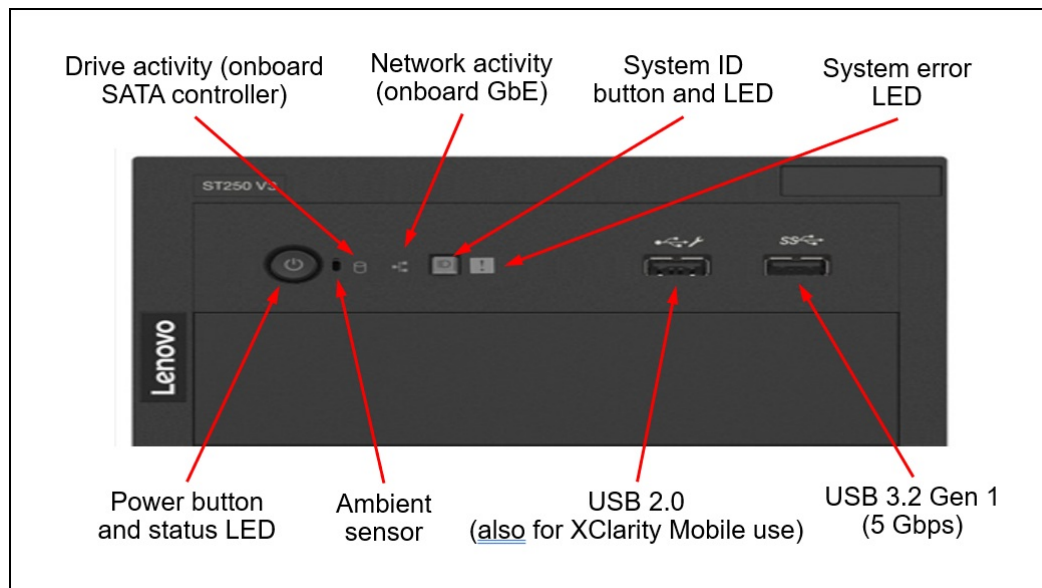 Drive activity (onboard
SATA controller)
Network activity
(onboard GbE)
System ID
button and LED
System error
LED
ST250 V3
ID
!
SS
Lenovo
Power button
and status LED
Ambient
sensor
USB 2.0
(also for XClarity Mobile use)
USB 3.2 Gen 1
(5 Gbps)